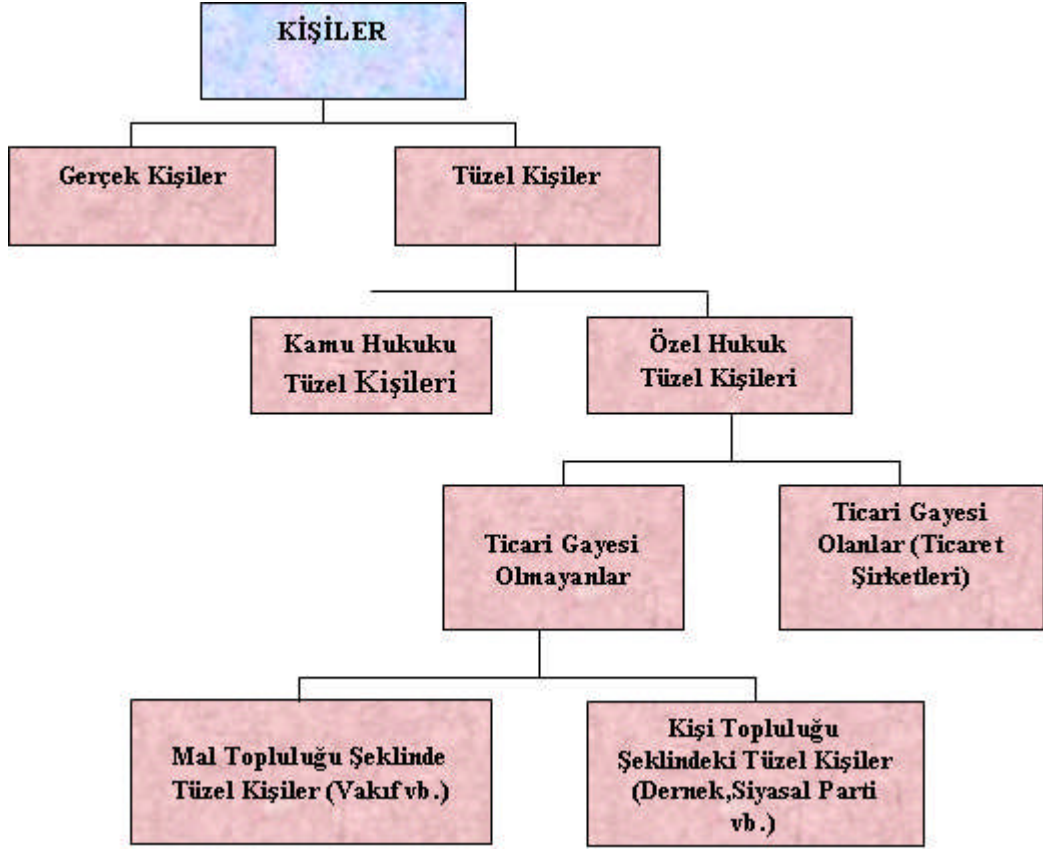 KİŞİLER
Gerçek Kişiler
Tüzel Kişiler
Kamu Hukuku
Tüzel Kişileri
Özel Hukuk
Tüzel Kişileri
Ticari Gayesi
Olmayanlar
Ticari Gayesi
Olanlar (Ticaret
Şirketleri)
Mal Topluluğu Şeklinde
Tüzel Kişiler (Vakıf vb.)
Kişi Topluluğu
Şeklindeki Tüzel Kişiler
(Dernek,Siyasal Parti
vb.)